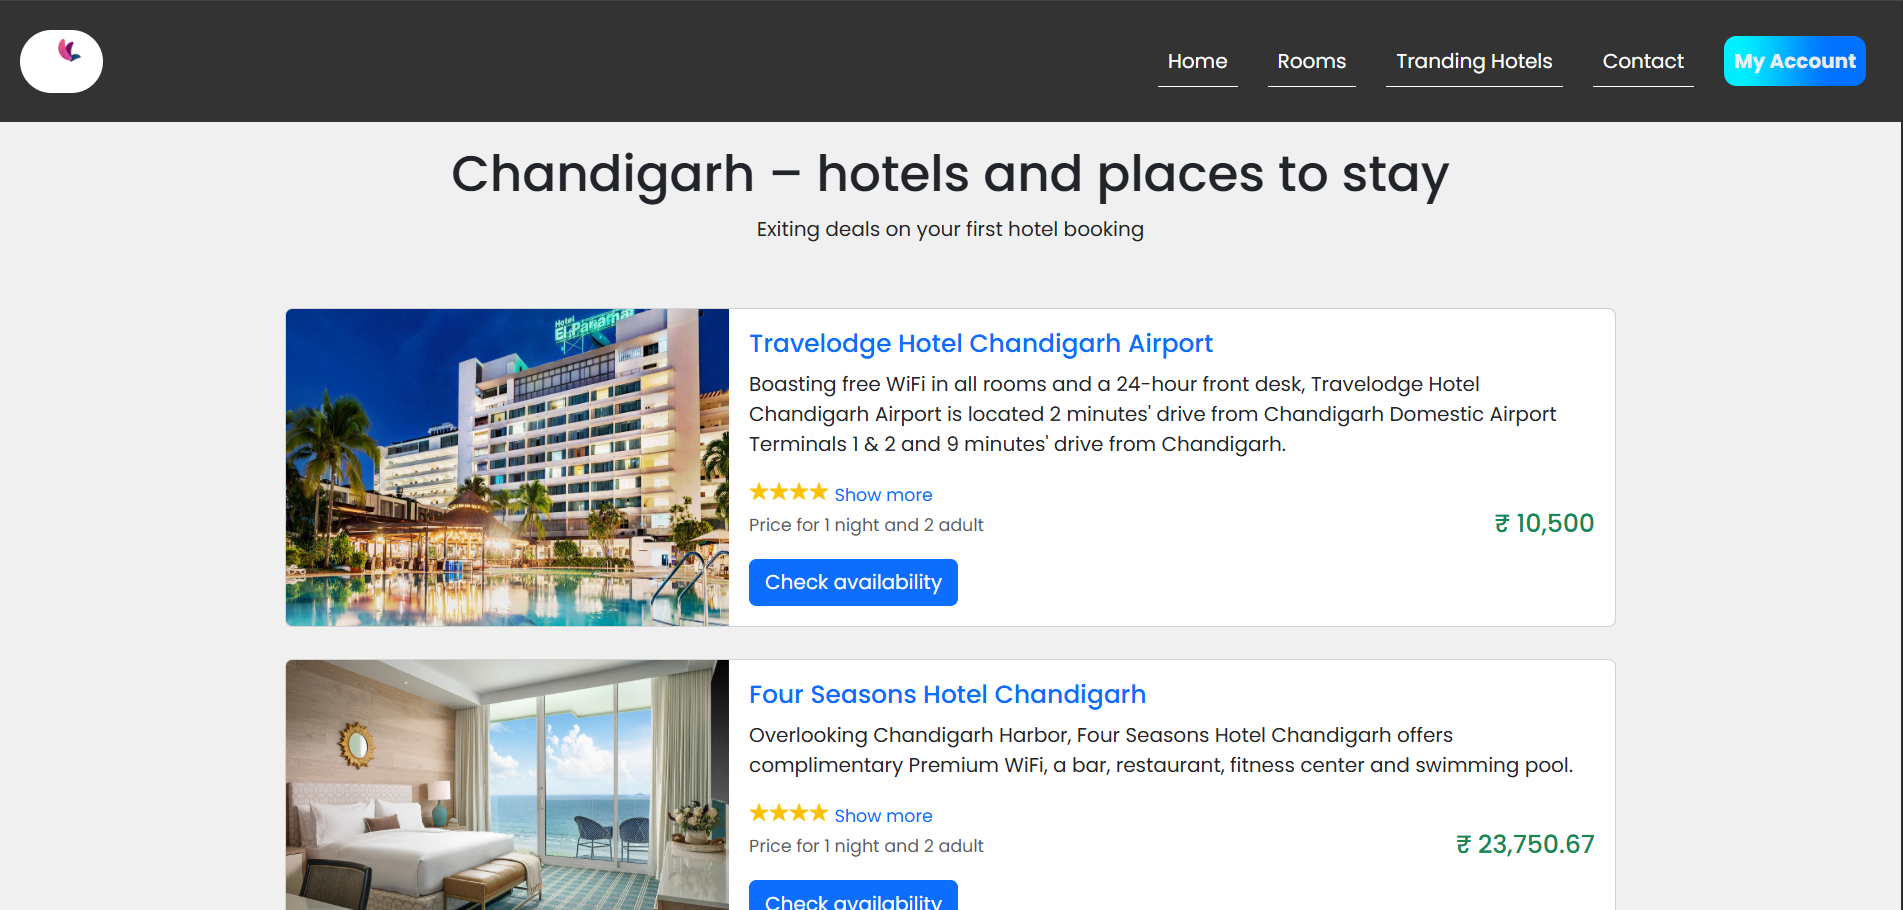 Home
Rooms
Tranding Hotels
Contact
My Account
Chandigarh – hotels and places to stay
Exiting deals on your first hotel booking
Hotel
El Panama
Travelodge Hotel Chandigarh Airport
Boasting free WiFi in all rooms and a 24-hour front desk, Travelodge Hotel
Chandigarh Airport is located 2 minutes' drive from Chandigarh Domestic Airport
Terminals 1 & 2 and 9 minutes' drive from Chandigarh.
Show more
Price for 1 night and 2 adult
₹ 10,500
Check availability
Four Seasons Hotel Chandigarh
Overlooking Chandigarh Harbor, Four Seasons Hotel Chandigarh offers
complimentary Premium WiFi, a bar, restaurant, fitness center and swimming pool.
Show more
Price for 1 night and 2 adult
₹ 23,750.67
Check availability